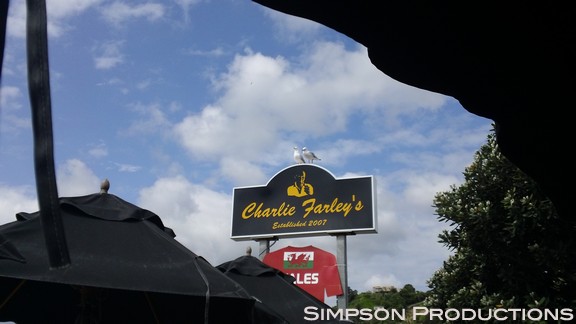 Charlie Farley's
Established 2007
LES
Simpson Productions